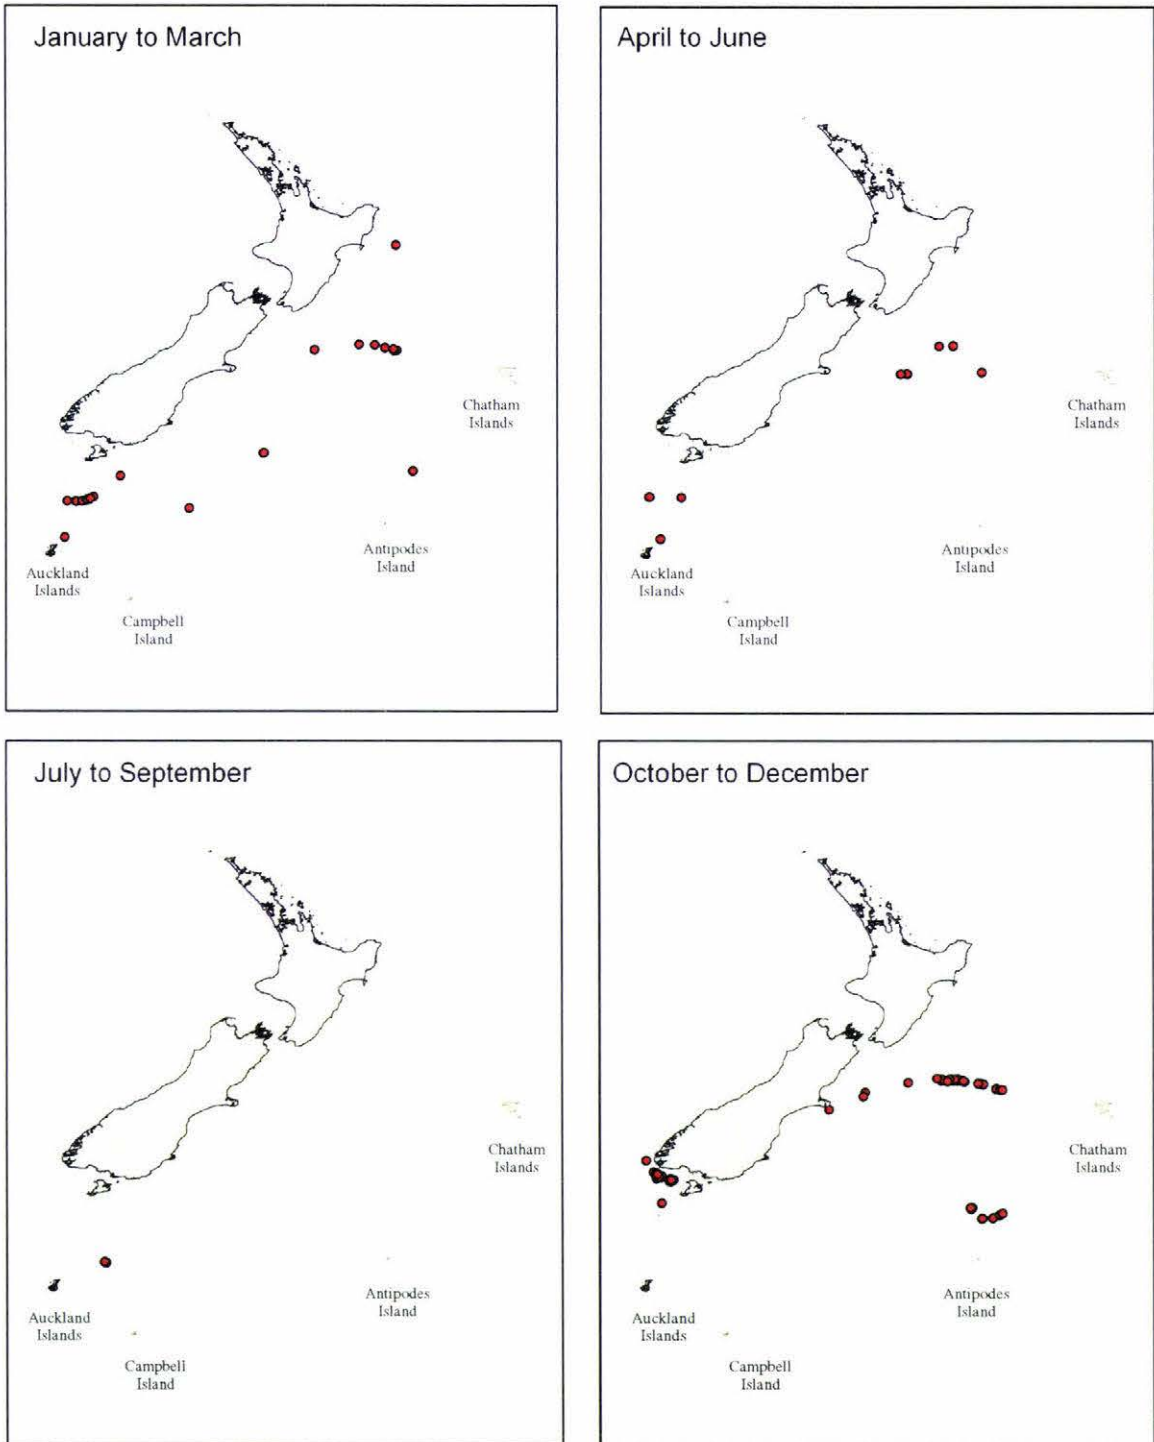 January to March
Chatham
Islands
Antipodes
Island
Auckland
Islands
Campbell
Island
April to June
Chatham
Islands
Antipodes
Island
Auckland
Islands
Campbell
Island
July to September
Chatham
Islands
Antipodes
Island
Auckland
Islands
Campbell
Island
October to December
Chatham
Islands
Antipodes
Island
Auckland
Islands
Campbell
Island